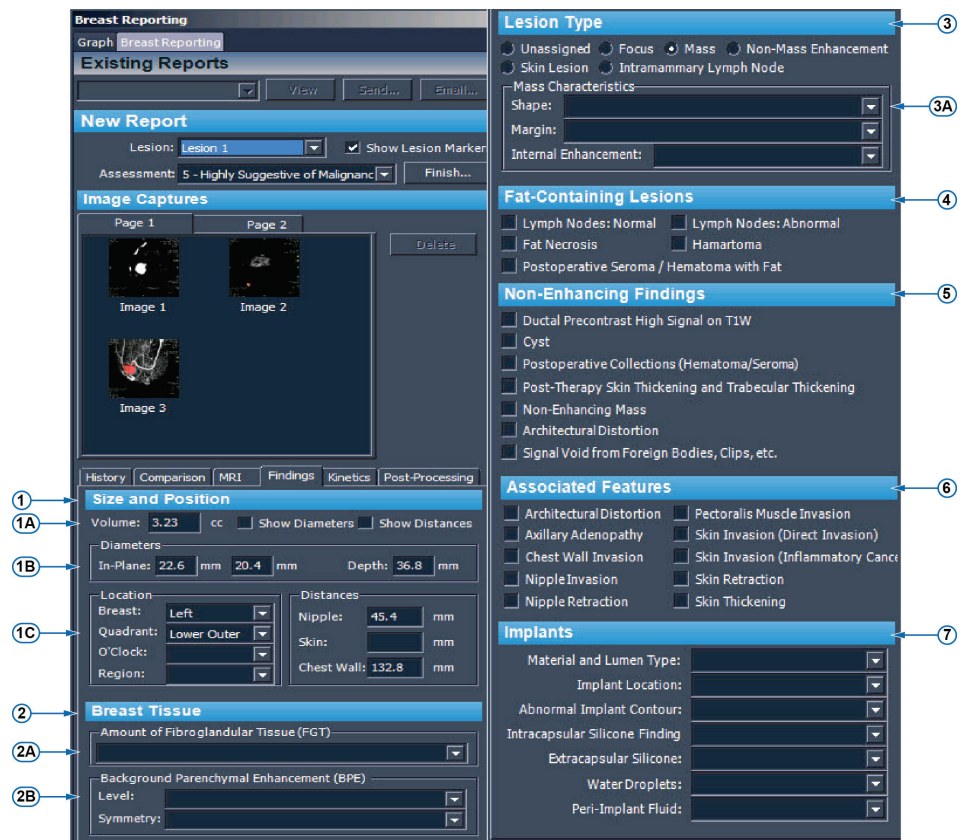 Breast Reporting
Graph Breast Reporting
Existing Reports
View Send... Email...
New Report
Lesion: Lesion 1 Show Lesion Marker
Assessment: 5 - Highly Suggestive of Malignanc Finish...
Image Captures
Page 1 Page 2
Delete
Image 1 Image 2
Image 3
History Comparison MRI Findings Kinetics Post-Processing
1 Size and Position
1A Volume: 3.23 cc Show Diameters Show Distances
Diameters
1B In-Plane: 22.6 mm 20.4 mm Depth: 36.8 mm
Location
Breast: Left
1C Quadrant: Lower Outer
O'Clock:
Region:
Distances
Nipple: 45.4 mm
Skin: mm
Chest Wall: 132.8 mm
2 Breast Tissue
Amount of Fibroglandular Tissue (FGT)
2A
Background Parenchymal Enhancement (BPE)
2B Level:
Symmetry:
Lesion Type 3
Unassigned Focus Mass Non-Mass Enhancement
Skin Lesion Intramammary Lymph Node
Mass Characteristics
Shape: 3A
Margin:
Internal Enhancement:
Fat-Containing Lesions 4
Lymph Nodes: Normal Lymph Nodes: Abnormal
Fat Necrosis Hamartoma
Postoperative Seroma / Hematoma with Fat
Non-Enhancing Findings 5
Ductal Precontrast High Signal on T1W
Cyst
Postoperative Collections (Hematoma/Seroma)
Post-Therapy Skin Thickening and Trabecular Thickening
Non-Enhancing Mass
Architectural Distortion
Signal Void from Foreign Bodies, Clips, etc.
Associated Features 6
Architectural Distortion Pectoralis Muscle Invasion
Axillary Adenopathy Skin Invasion (Direct Invasion)
Chest Wall Invasion Skin Invasion (Inflammatory Cance
Nipple Invasion Skin Retraction
Nipple Retraction Skin Thickening
Implants 7
Material and Lumen Type:
Implant Location:
Abnormal Implant Contour:
Intracapsular Silicone Finding
Extracapsular Silicone:
Water Droplets:
Peri-Implant Fluid: